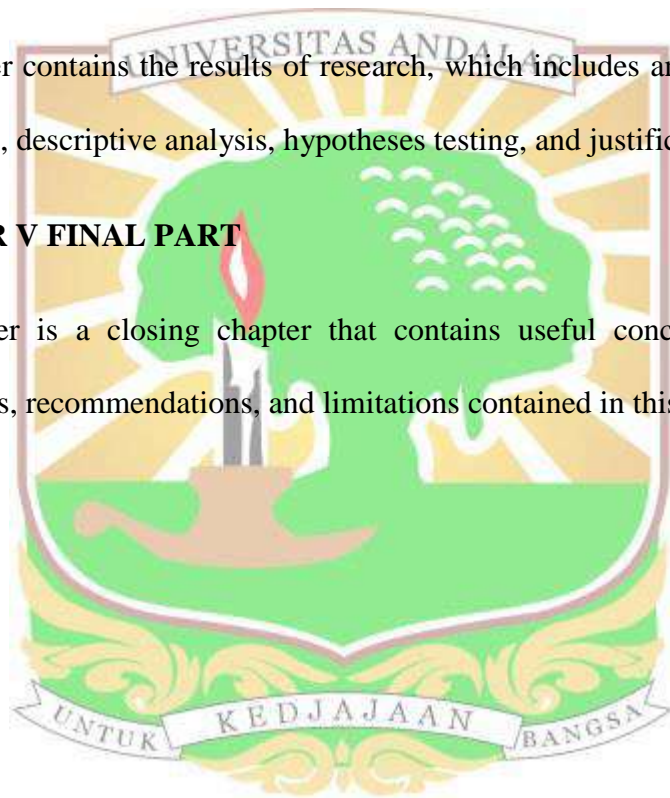 UNIVERSITAS ANDALAS
er contains the results of research, which includes an
, descriptive analysis, hypotheses testing, and justific
R V FINAL PART
er is a closing chapter that contains useful conc
s, recommendations, and limitations contained in this
UNTUK KEDJAJAAN BANGSA